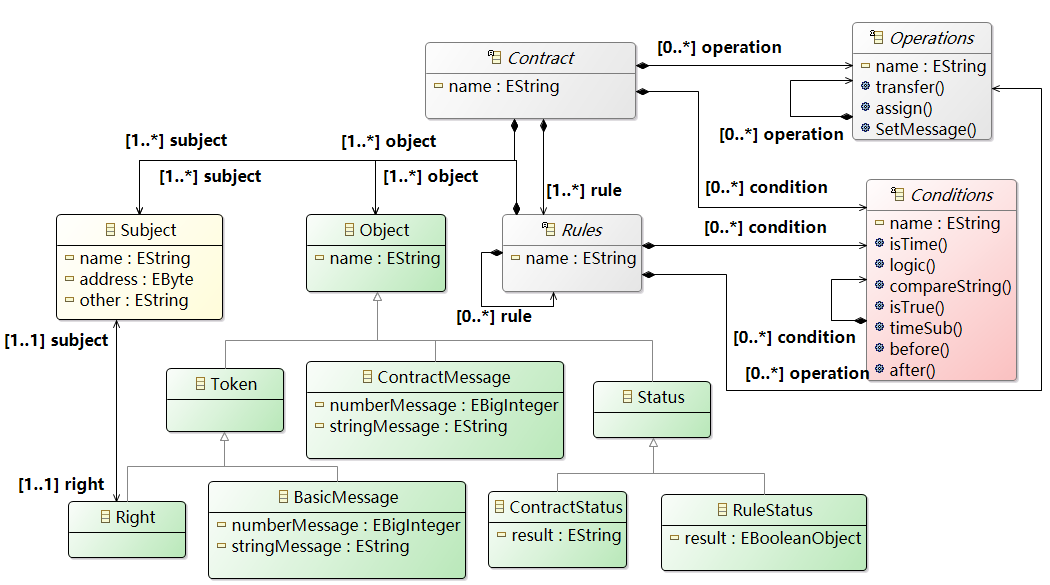 Operations
name : EString
transfer()
assign()
SetMessage()
[0..*] operation
Contract
name : EString
[0..*] operation
[1..*] subject
[1..*] object
[1..*] subject
[1..*] object
[1..*] rule
[0..*] condition
[0..*] condition
Conditions
name : EString
isTime()
logic()
compareString()
isTrue()
timeSub()
before()
after()
Subject
name : EString
address : EByte
other : EString
Object
name : EString
Rules
name : EString
[0..*] rule
[0..*] condition
[0..*] operation
[1..1] subject
Token
ContractMessage
numberMessage : EBigInteger
stringMessage : EString
Status
[1..1] right
Right
BasicMessage
numberMessage : EBigInteger
stringMessage : EString
ContractStatus
result : EString
RuleStatus
result : EBooleanObject